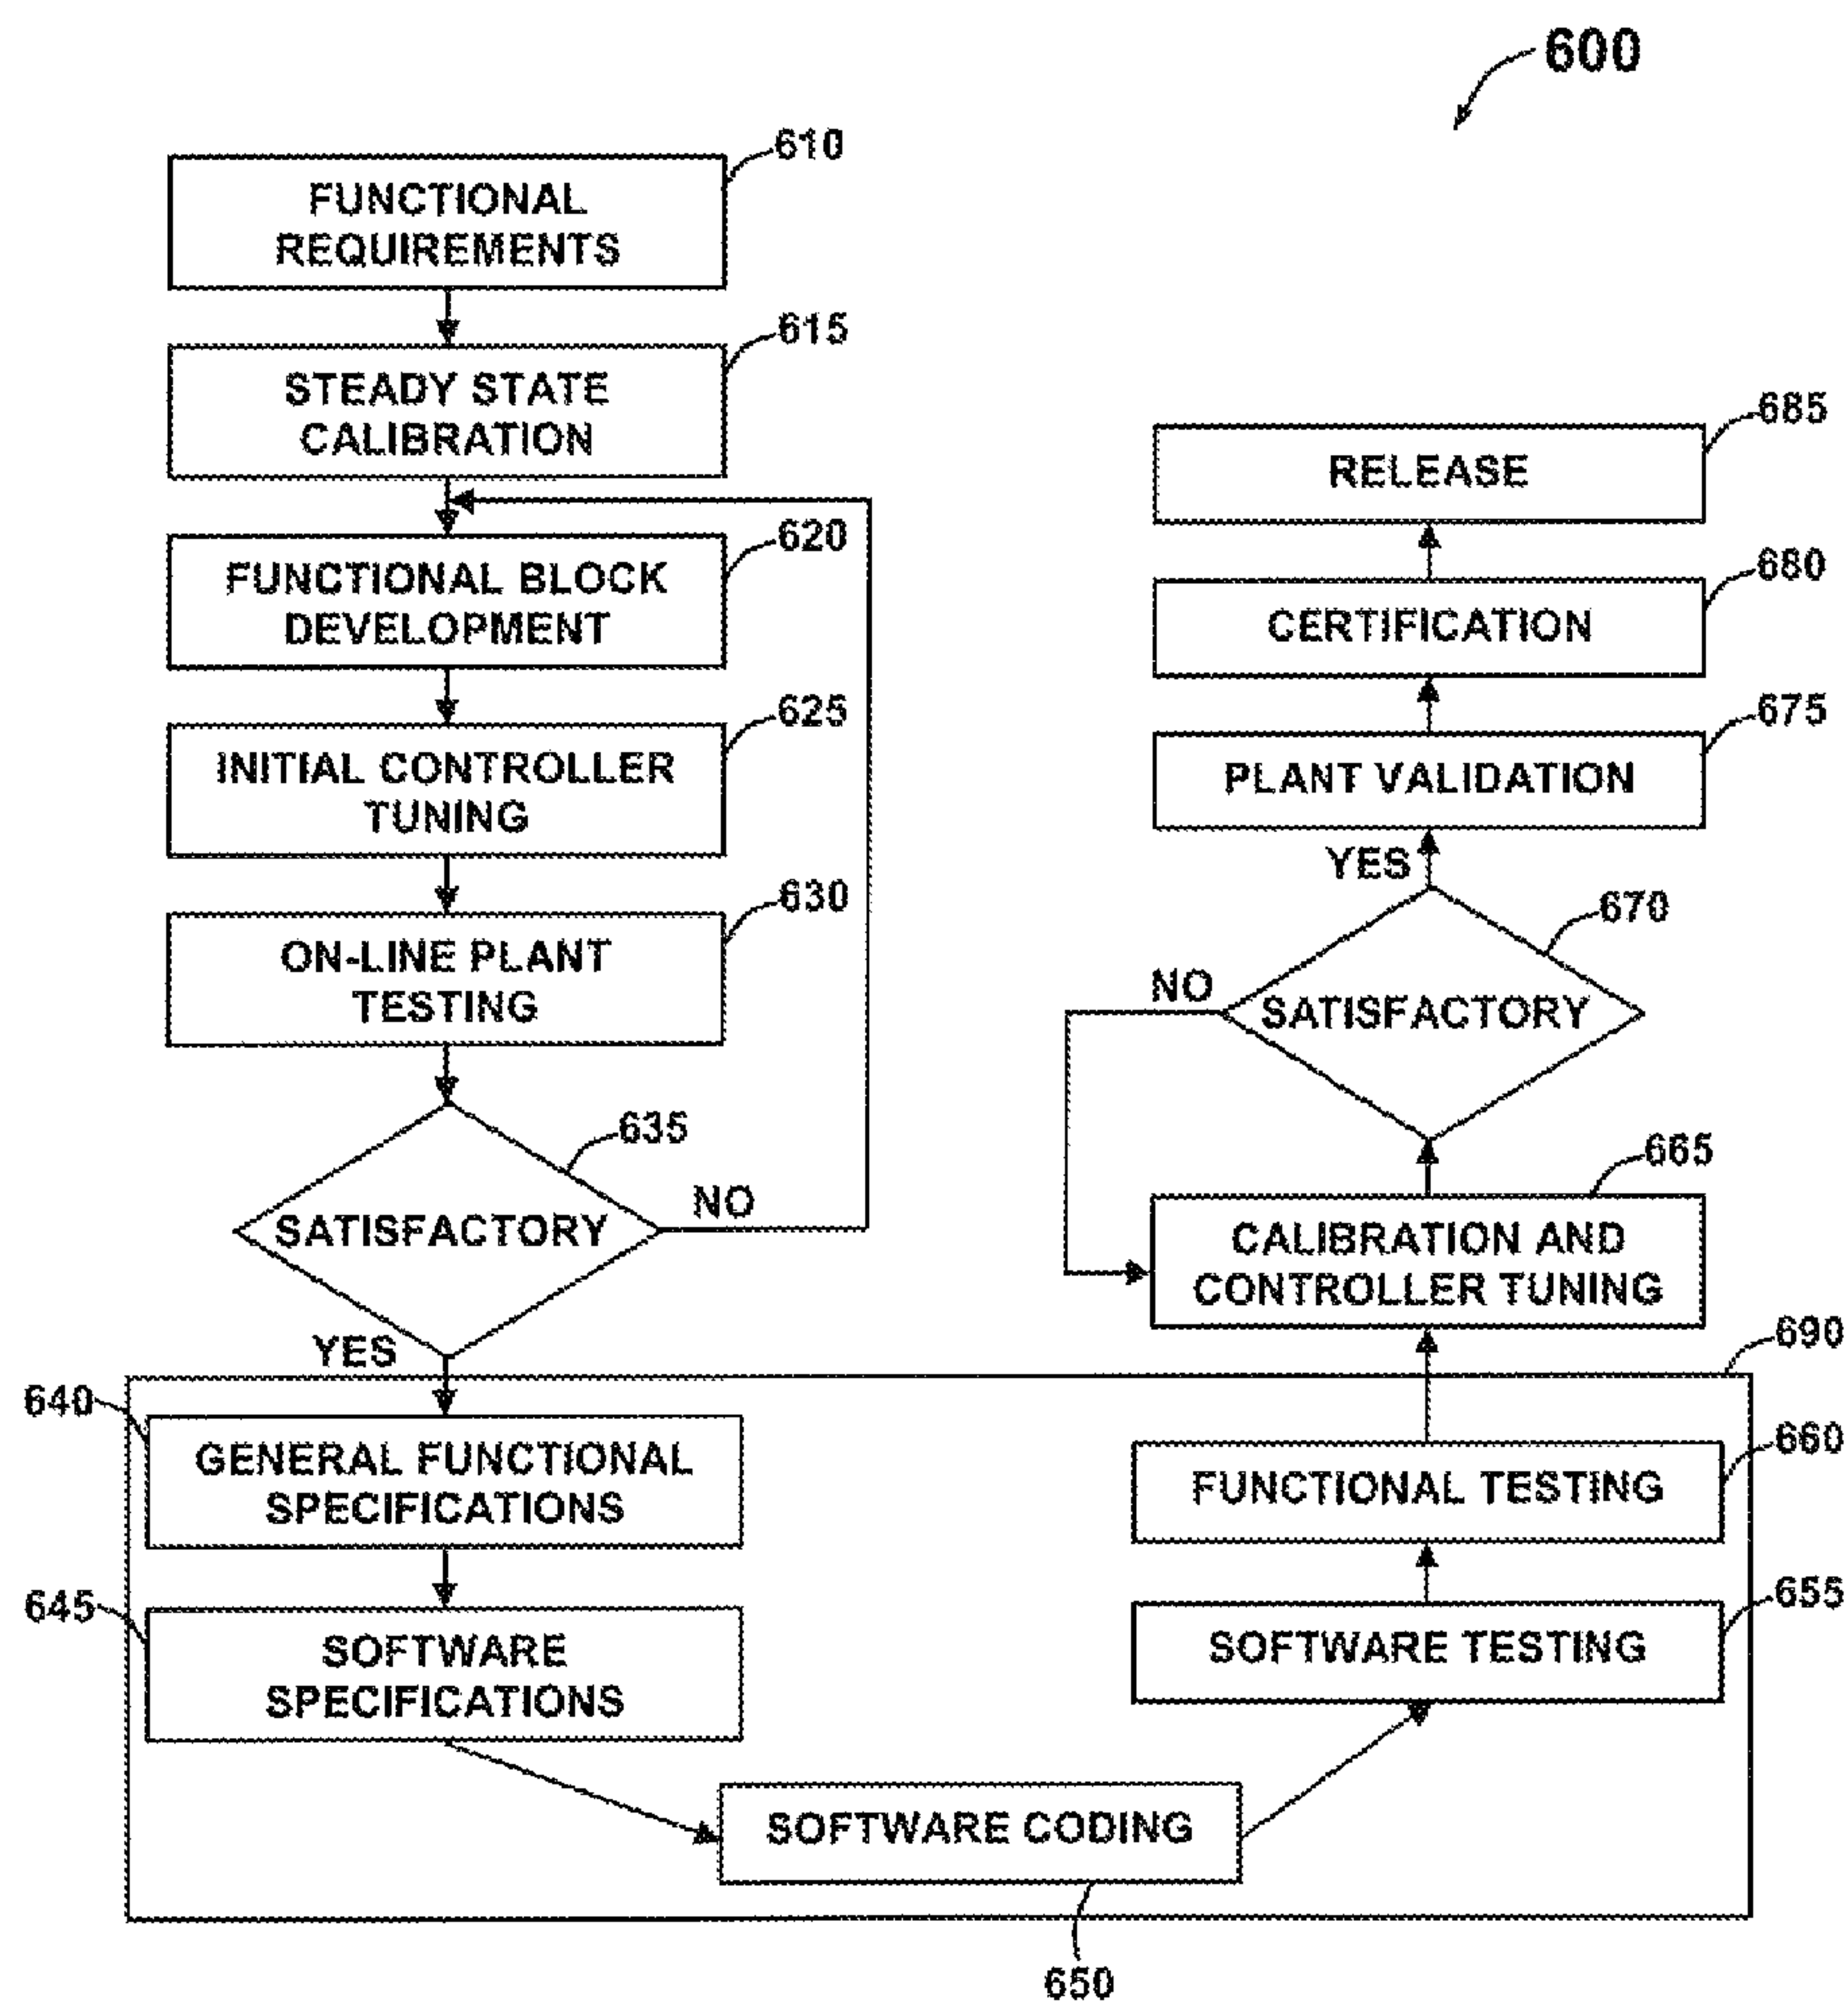 600
610
FUNCTIONAL
REQUIREMENTS
615
STEADY STATE
CALIBRATION
620
FUNCTIONAL BLOCK
DEVELOPMENT
625
INITIAL CONTROLLER
TUNING
630
ON-LINE PLANT
TESTING
635
SATISFACTORY
NO
YES
640
GENERAL FUNCTIONAL
SPECIFICATIONS
645
SOFTWARE
SPECIFICATIONS
SOFTWARE CODING
650
655
SOFTWARE TESTING
660
FUNCTIONAL TESTING
690
665
CALIBRATION AND
CONTROLLER TUNING
670
SATISFACTORY
NO
YES
675
PLANT VALIDATION
680
CERTIFICATION
685
RELEASE